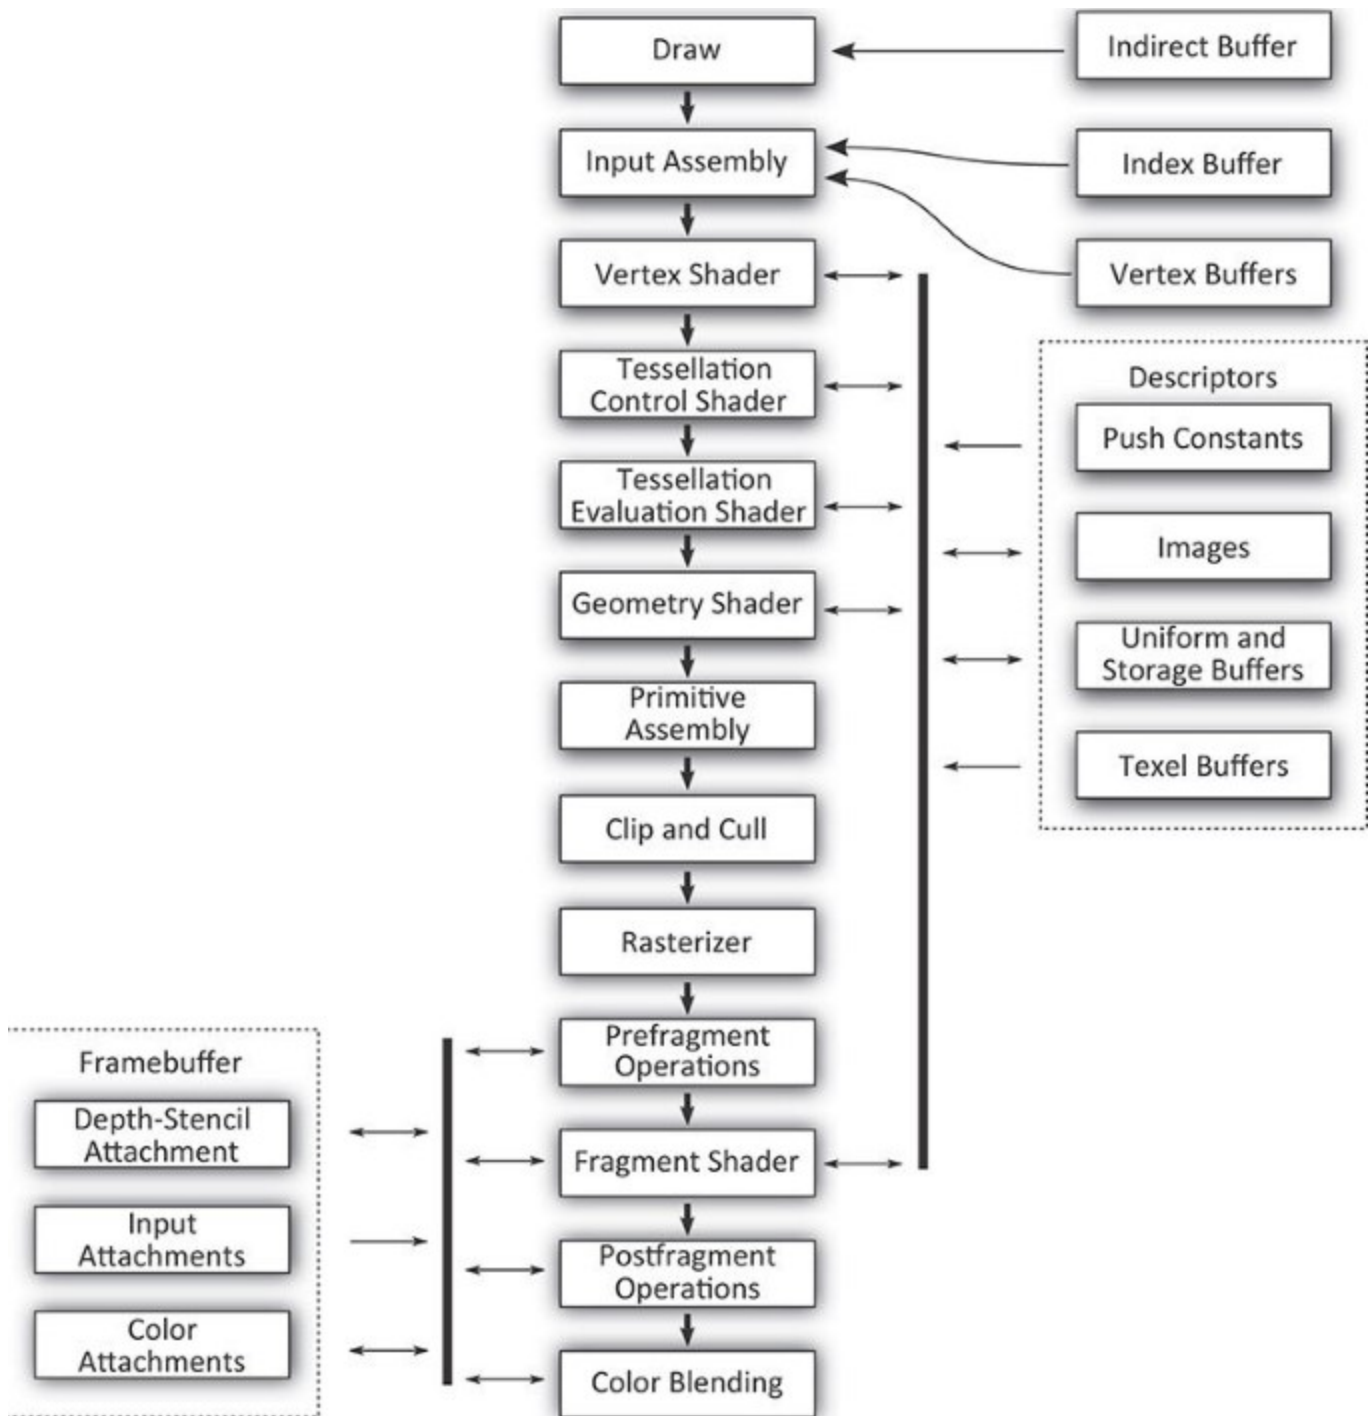 Draw
Indirect Buffer
Input Assembly
Index Buffer
Vertex Shader
Vertex Buffers
Tessellation
Control Shader
Descriptors
Push Constants
Tessellation
Evaluation Shader
Images
Geometry Shader
Uniform and
Storage Buffers
Primitive
Assembly
Texel Buffers
Clip and Cull
Rasterizer
Prefragment
Operations
Framebuffer
Depth-Stencil
Attachment
Fragment Shader
Input
Attachments
Postfragment
Operations
Color
Attachments
Color Blending